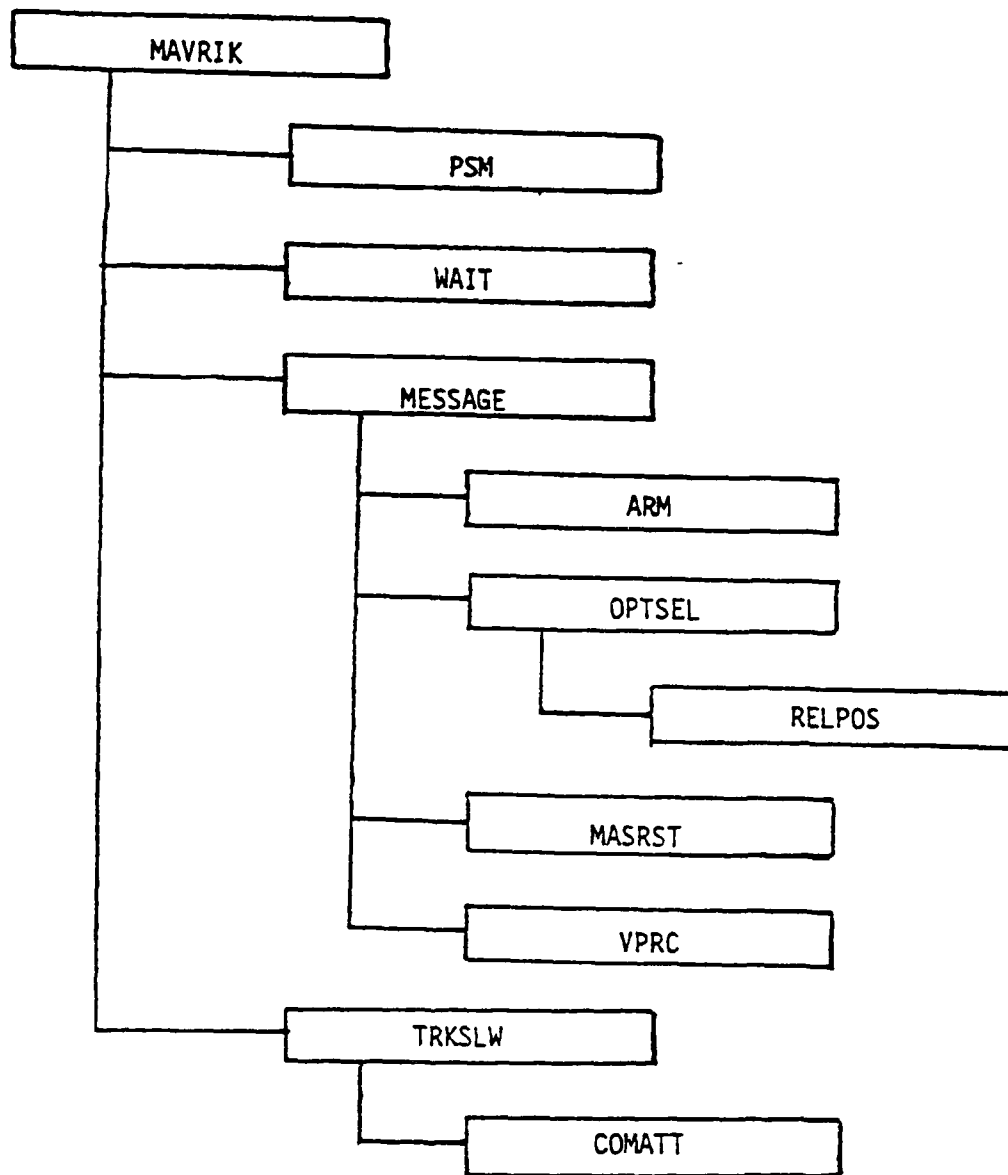 MAVRIK
PSM
WAIT
MESSAGE
ARM
OPTSEL
RELPOS
MASRST
VPRC
TRKSLW
COMATT